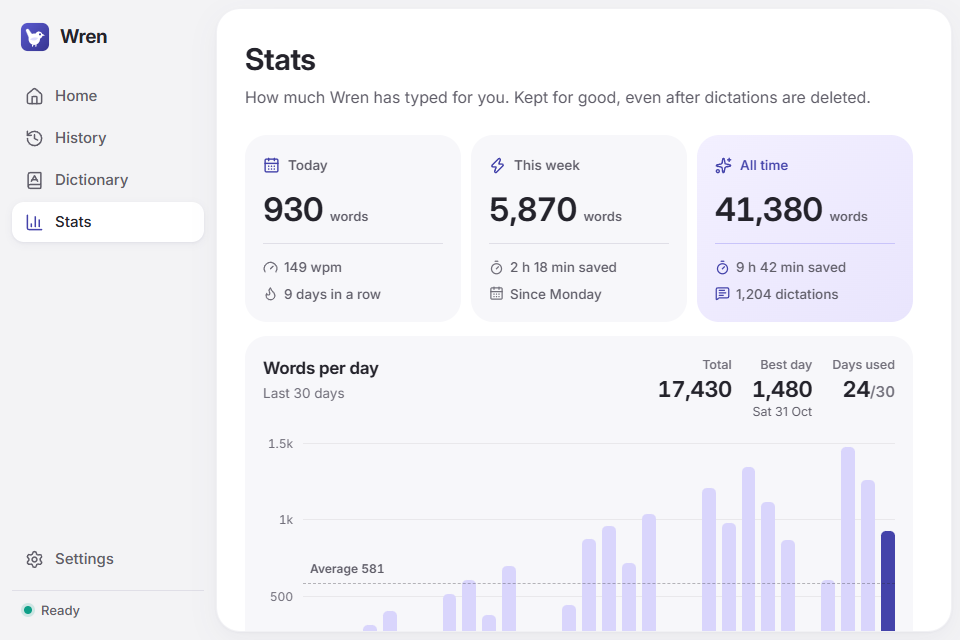 Wren
Home
History
Dictionary
Stats
Settings
Ready
Stats
How much Wren has typed for you. Kept for good, even after dictations are deleted.
Today
930 words
149 wpm
9 days in a row
This week
5,870 words
2 h 18 min saved
Since Monday
All time
41,380 words
9 h 42 min saved
1,204 dictations
Words per day
Last 30 days
Total
17,430
Best day
1,480
Sat 31 Oct
Days used
24/30
1.5k
1k
Average 581
500